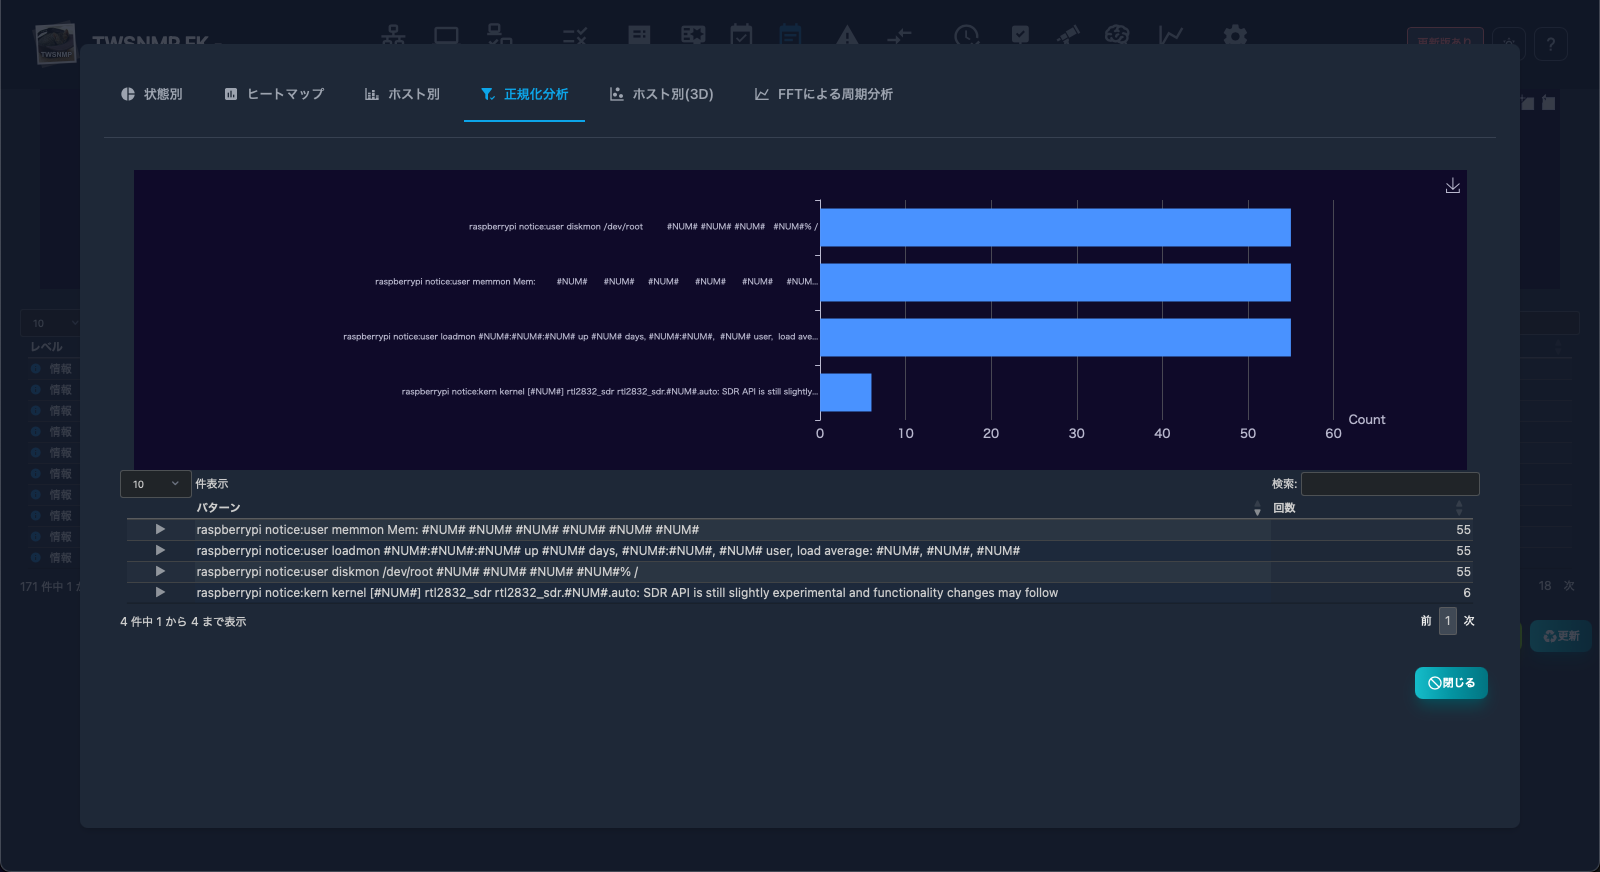 TWSNMP FK
TWSNMP
更新版あり
?
状態別
ヒートマップ
ホスト別
正規化分析
ホスト別(3D)
FFTによる周期分析
raspberrypi notice:user diskmon /dev/root #NUM# #NUM# #NUM# #NUM#% /
raspberrypi notice:user memmon Mem: #NUM# #NUM# #NUM# #NUM# #NUM# #NUM...
raspberrypi notice:user loadmon #NUM#:#NUM#:#NUM# up #NUM# days, #NUM#:#NUM#, #NUM# user, load ave...
raspberrypi notice:kern kernel [#NUM#] rtl2832_sdr rtl2832_sdr.#NUM#.auto: SDR API is still slightly...
Count
0 10 20 30 40 50 60
10
レベル
情報
情報
情報
情報
情報
情報
情報
情報
情報
情報
171 件中 1
18 次
更新
10 件表示
検索:
パターン 回数
raspberrypi notice:user memmon Mem: #NUM# #NUM# #NUM# #NUM# #NUM# #NUM# 55
raspberrypi notice:user loadmon #NUM#:#NUM#:#NUM# up #NUM# days, #NUM#:#NUM#, #NUM# user, load average: #NUM#, #NUM#, #NUM# 55
raspberrypi notice:user diskmon /dev/root #NUM# #NUM# #NUM# #NUM#% / 55
raspberrypi notice:kern kernel [#NUM#] rtl2832_sdr rtl2832_sdr.#NUM#.auto: SDR API is still slightly experimental and functionality changes may follow 6
4 件中 1 から 4 まで表示
前 1 次
閉じる